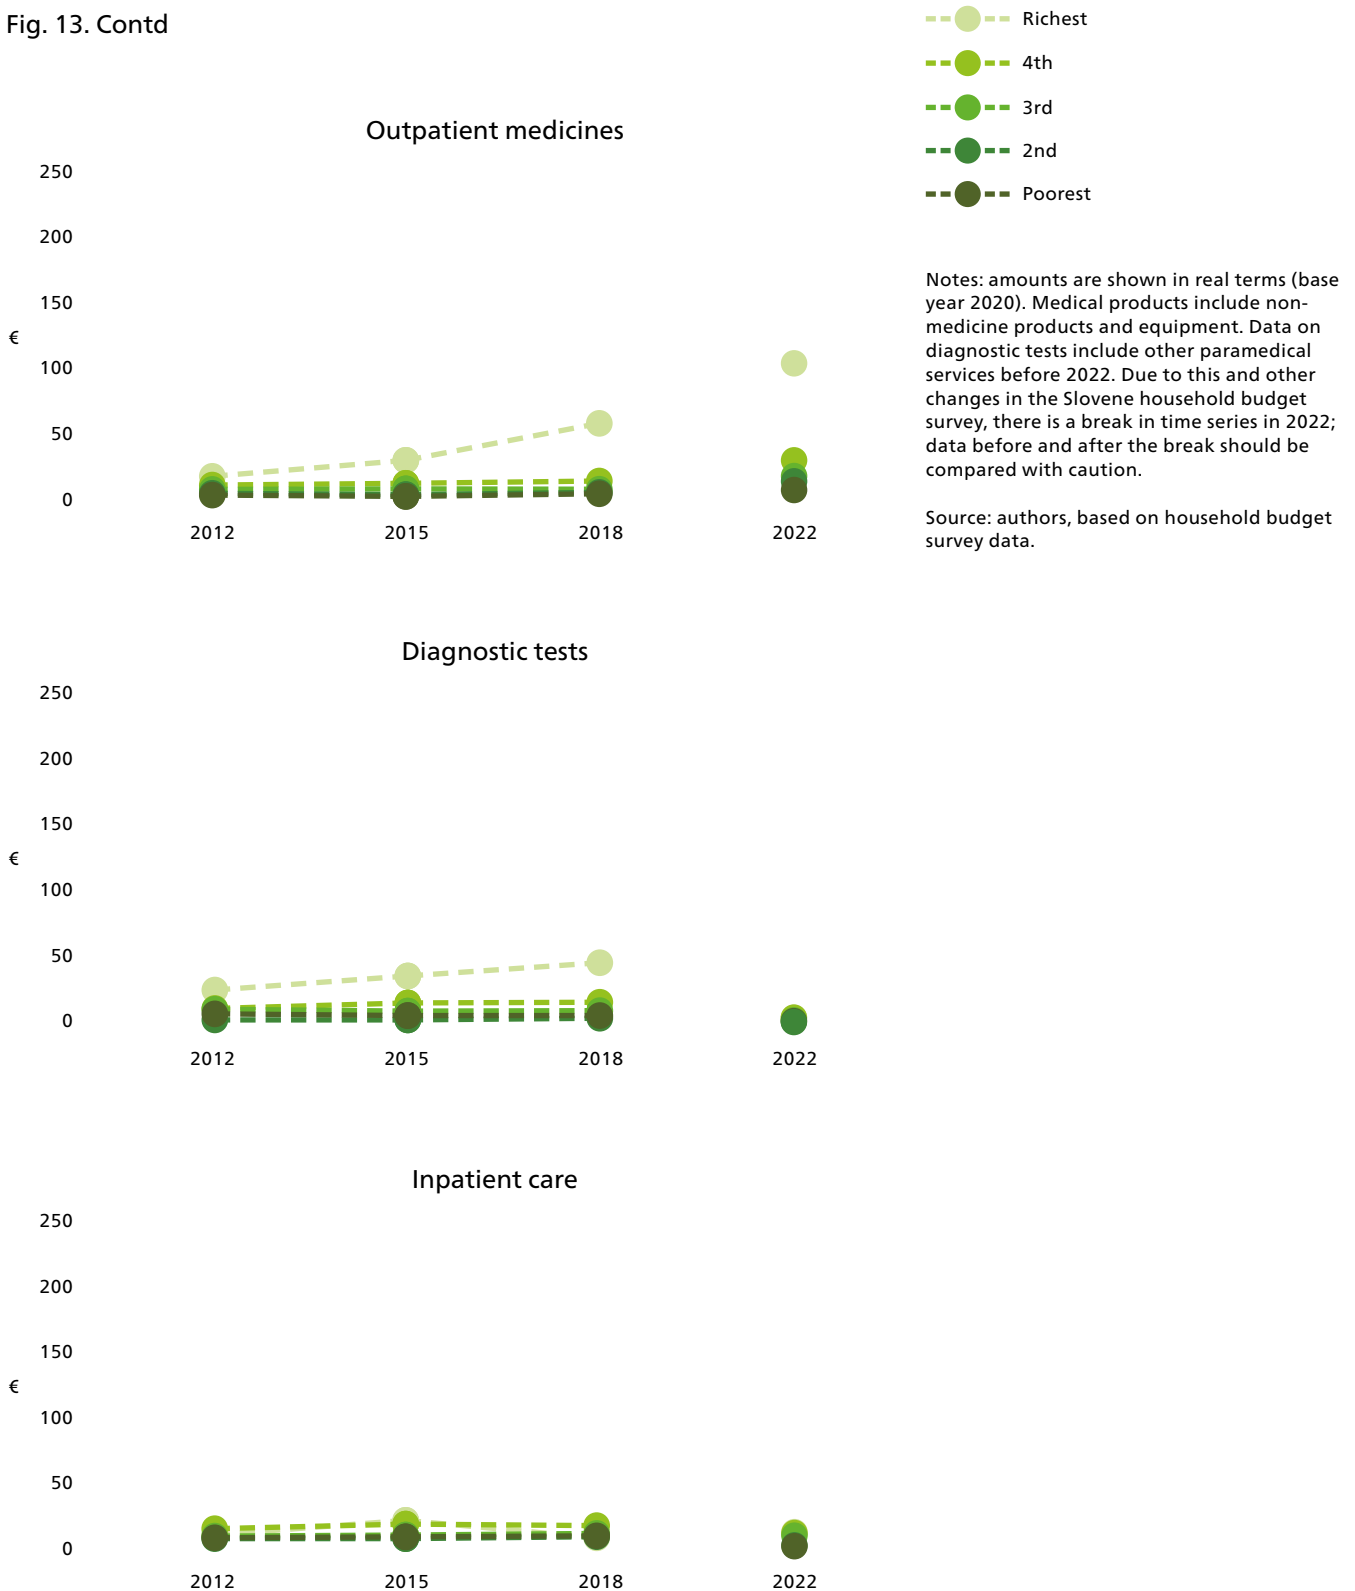 Fig. 13. Contd
Richest
4th
3rd
2nd
Poorest
Notes: amounts are shown in real terms (base
year 2020). Medical products include non-
medicine products and equipment. Data on
diagnostic tests include other paramedical
services before 2022. Due to this and other
changes in the Slovene household budget
survey, there is a break in time series in 2022;
data before and after the break should be
compared with caution.
Source: authors, based on household budget
survey data.
Outpatient medicines
250
200
150
€
100
50
0
2012 2015 2018 2022
Diagnostic tests
250
200
150
€
100
50
0
2012 2015 2018 2022
Inpatient care
250
200
150
€
100
50
0
2012 2015 2018 2022